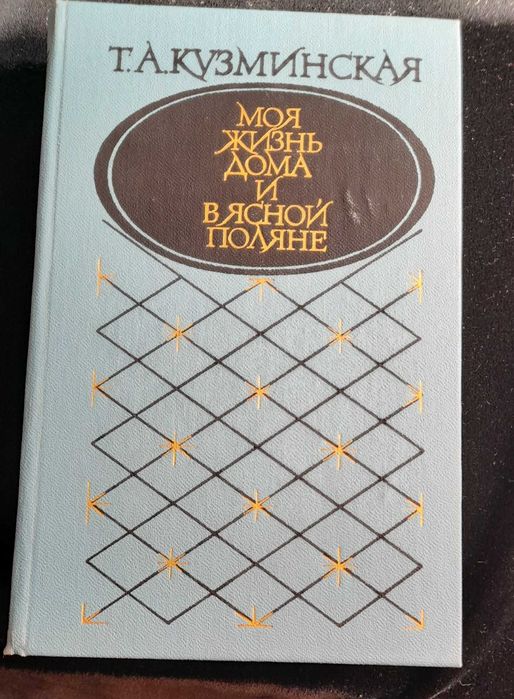 Т.А.КУЗМИНСКАЯ
МОЯ
ЖИЗНЬ
ДОМА
И
В ЯСНОЙ
ПОЛЯНЕ